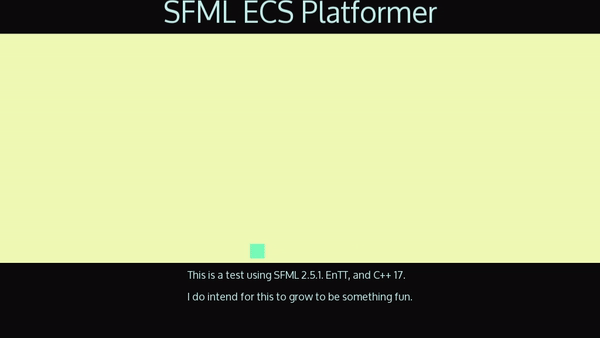 SFML ECS Platformer
This is a test using SFML 2.5.1. EnTT, and C++ 17.
I do intend for this to grow to be something fun.